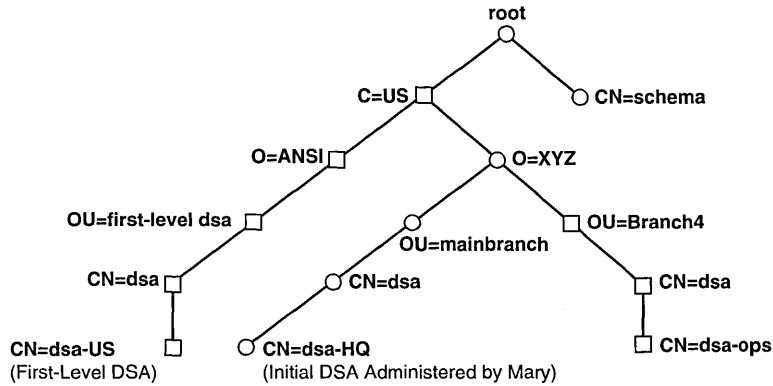 root
C=US
CN=schema
O=ANSI
O=XYZ
OU=first-level dsa
OU=mainbranch
OU=Branch4
CN=dsa
CN=dsa
CN=dsa
CN=dsa-US
(First-Level DSA)
CN=dsa-HQ
(Initial DSA Administered by Mary)
CN=dsa-ops